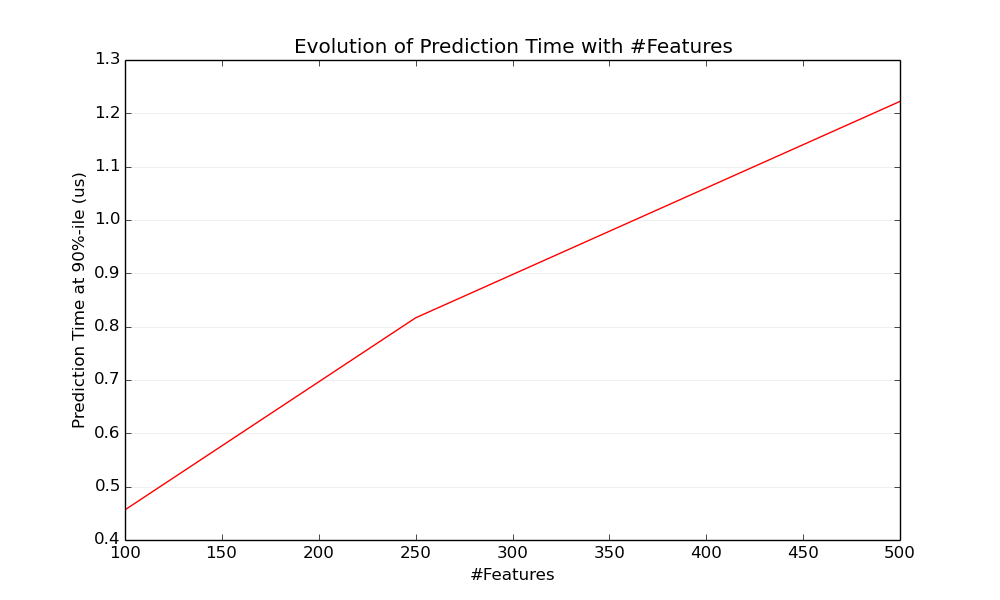 Evolution of Prediction Time with #Features
Prediction Time at 90%-ile (us)
1.3
1.2
1.1
1.0
0.9
0.8
0.7
0.6
0.5
0.4
100 150 200 250 300 350 400 450 500
#Features